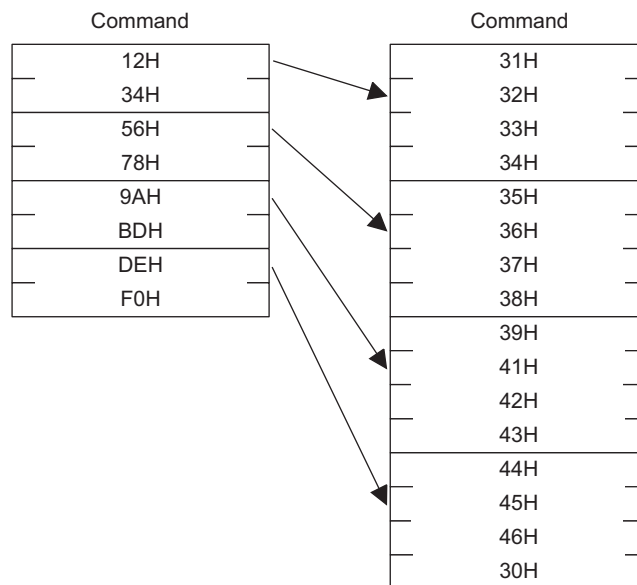 Command
12H
34H
56H
78H
9AH
BDH
DEH
F0H
Command
31H
32H
33H
34H
35H
36H
37H
38H
39H
41H
42H
43H
44H
45H
46H
30H